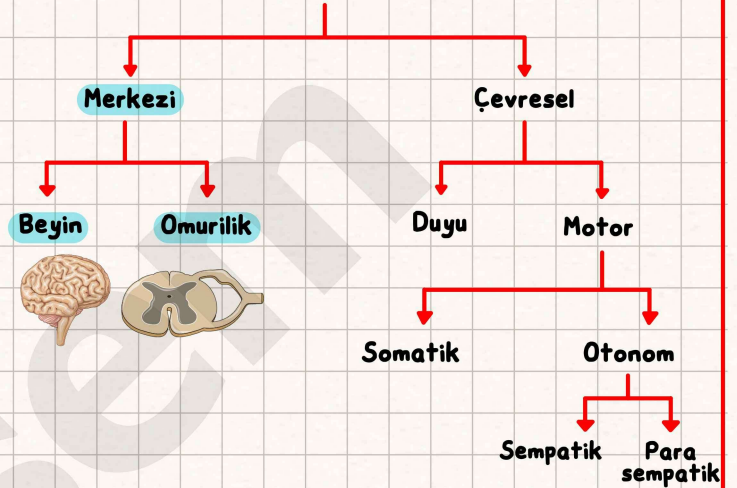 Merkezi
Çevresel
Beyin
Omurilik
Duyu
Motor
Somatik
Otonom
Sempatik
Para
sempatik